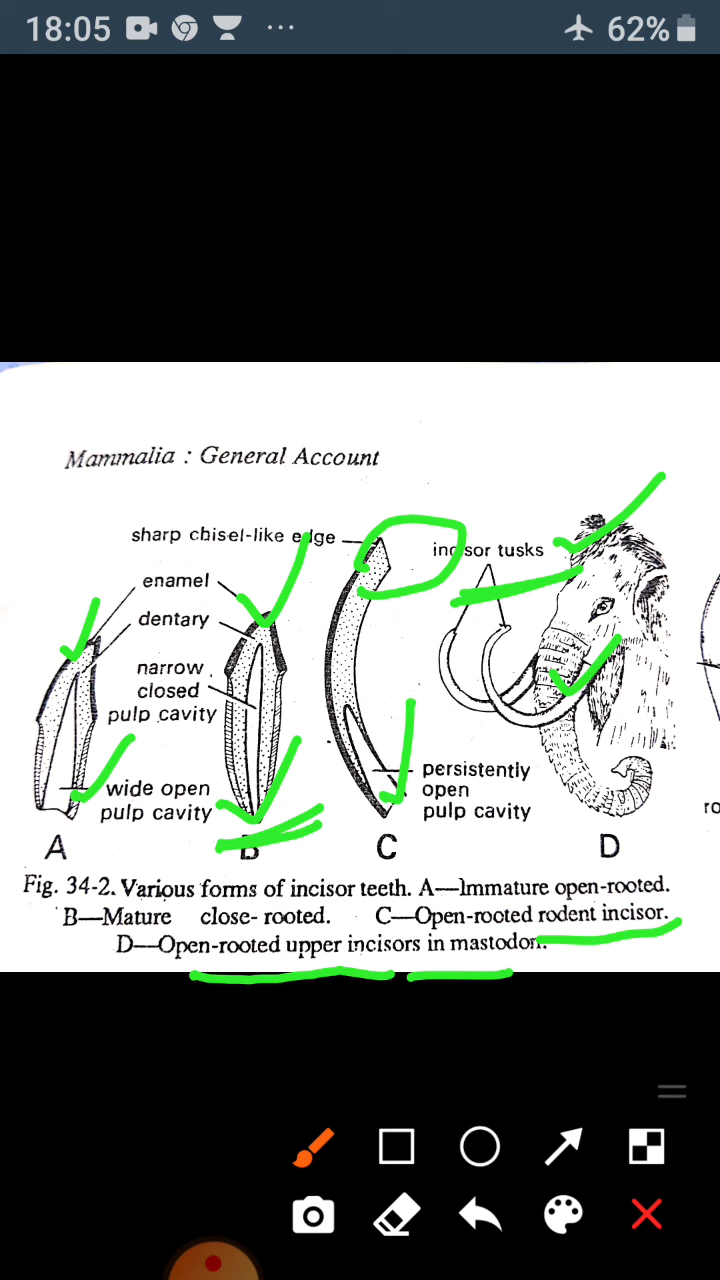 18:05 ... 62%
Mammalia : General Account
sharp chisel-like edge
incisor tusks
enamel
dentary
narrow
closed
pulp cavity
wide open
pulp cavity
persistently
open
pulp cavity
ro
A B C D
Fig. 34-2. Various forms of incisor teeth. A—Immature open-rooted.
B—Mature close- rooted. C—Open-rooted rodent incisor.
D—Open-rooted upper incisors in mastodon.